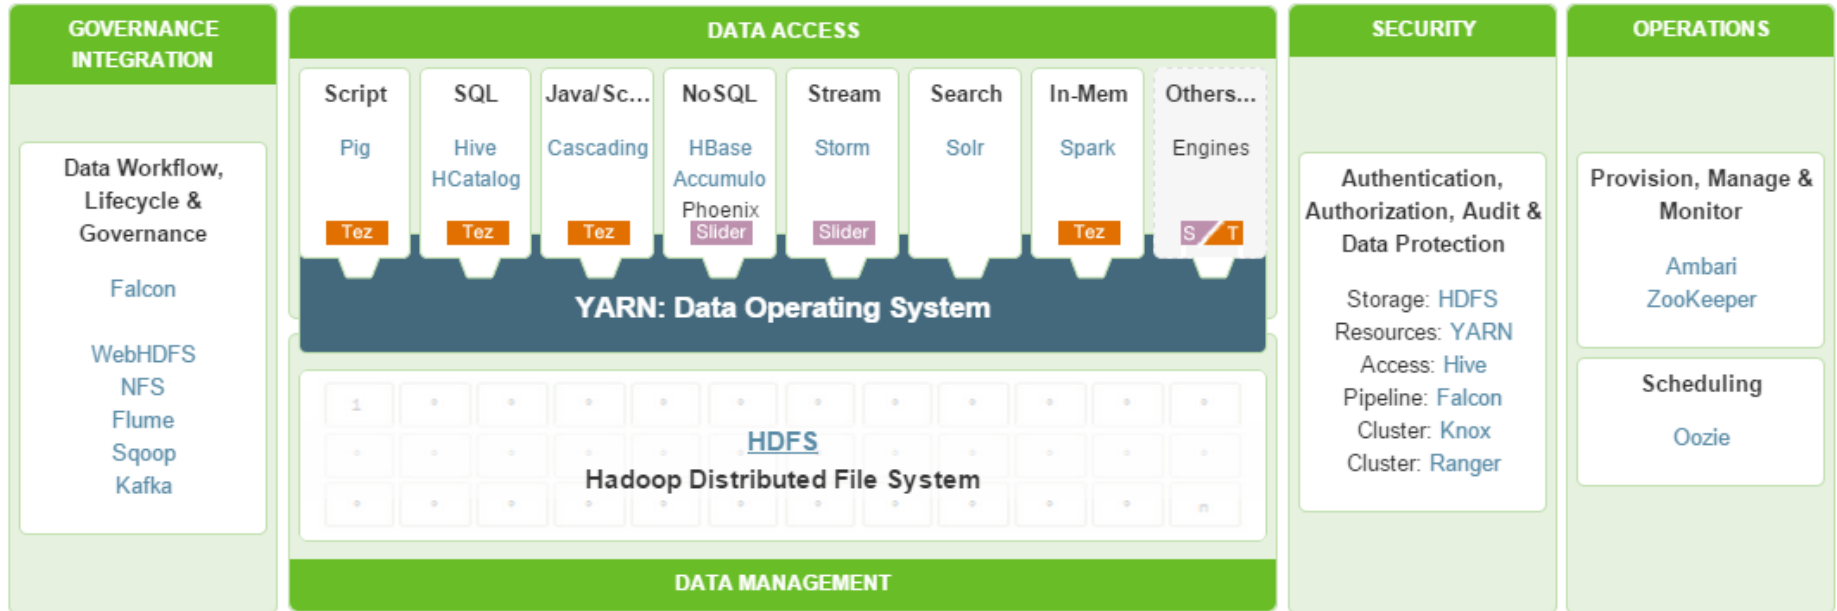 GOVERNANCE
INTEGRATION
Data Workflow,
Lifecycle &
Governance
Falcon
WebHDFS
NFS
Flume
Sqoop
Kafka
DATA ACCESS
Script
Pig
Tez
SQL
Hive
HCatalog
Tez
Java/Sc...
Cascading
Tez
NoSQL
HBase
Accumulo
Phoenix
Slider
Stream
Storm
Slider
Search
Solr
In-Mem
Spark
Tez
Others...
Engines
S / T
YARN: Data Operating System
1
HDFS
Hadoop Distributed File System
n
DATA MANAGEMENT
SECURITY
Authentication,
Authorization, Audit &
Data Protection
Storage: HDFS
Resources: YARN
Access: Hive
Pipeline: Falcon
Cluster: Knox
Cluster: Ranger
OPERATIONS
Provision, Manage &
Monitor
Ambari
ZooKeeper
Scheduling
Oozie